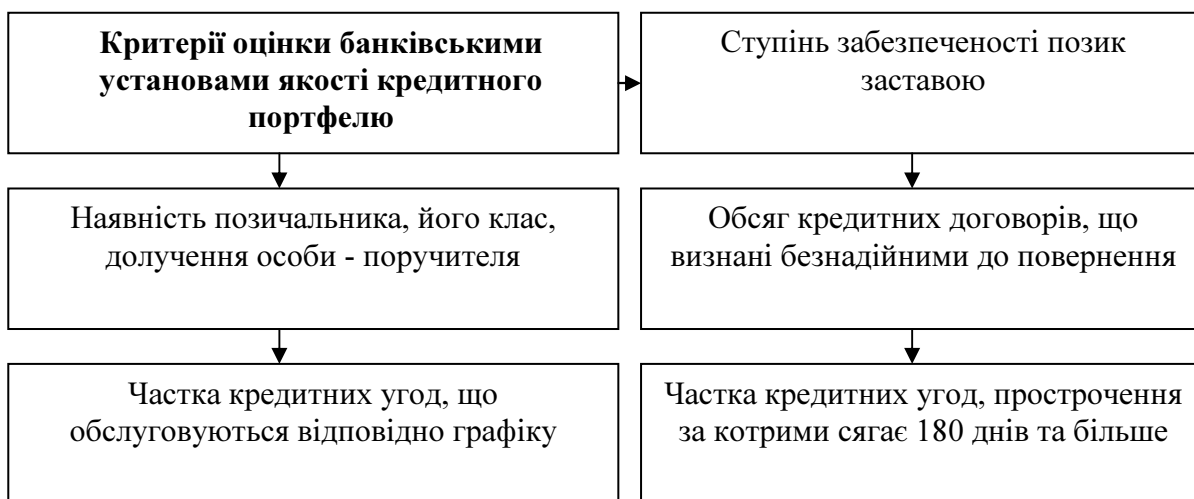 Критерії оцінки банківськими
установами якості кредитного
портфелю
Ступінь забезпеченості позик
заставою
Наявність позичальника, його клас,
долучення особи - поручителя
Обсяг кредитних договорів, що
визнані безнадійними до повернення
Частка кредитних угод, що
обслуговуються відповідно графіку
Частка кредитних угод, прострочення
за котрими сягає 180 днів та більше